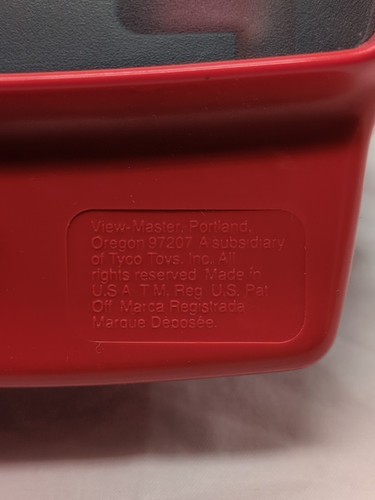 View-Master, Portland,
Oregon 97207. A subsidiary
of Tyco Toys, Inc. All
rights reserved. Made in
U.S.A. T.M. Reg. U.S. Pat.
Off. Marca Registrada
Marque Deposée.